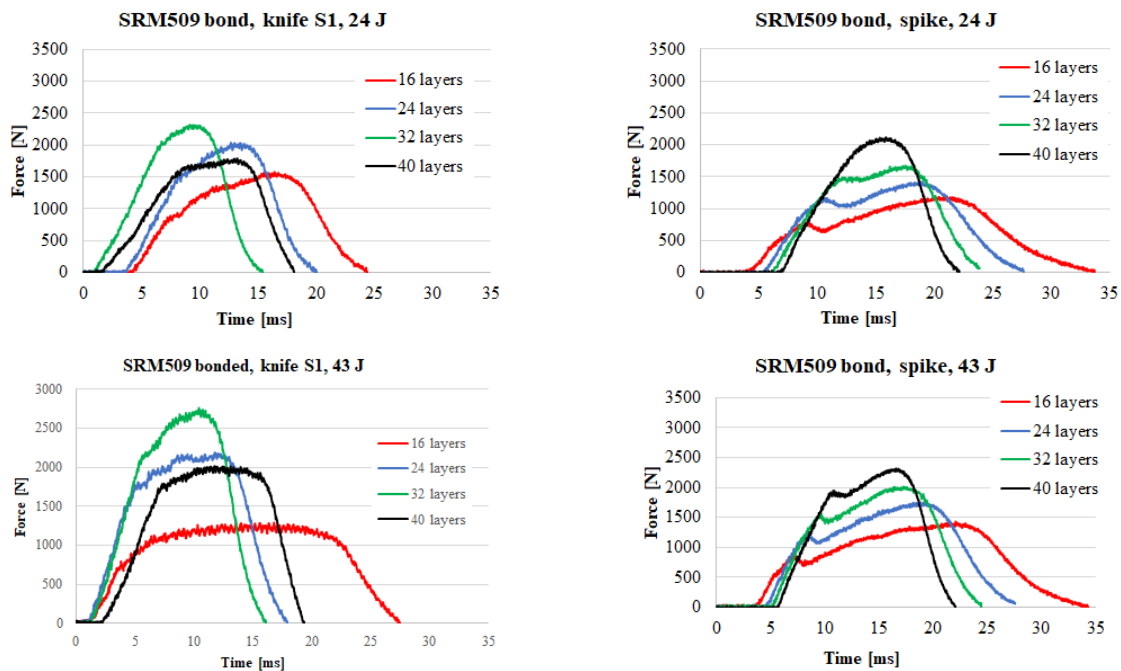 SRM509 bond, knife S1, 24 J
3500
3000
2500
2000
1500
1000
500
0
Force [N]
16 layers
24 layers
32 layers
40 layers
0 5 10 15 20 25 30 35
Time [ms]
SRM509 bond, spike, 24 J
3500
3000
2500
2000
1500
1000
500
0
Force [N]
16 layers
24 layers
32 layers
40 layers
0 5 10 15 20 25 30 35
Time [ms]
SRM509 bonded, knife S1, 43 J
3000
2500
2000
1500
1000
500
0
Force [N]
16 layers
24 layers
32 layers
40 layers
0 5 10 15 20 25 30 35
Time [ms]
SRM509 bond, spike, 43 J
3500
3000
2500
2000
1500
1000
500
0
Force [N]
16 layers
24 layers
32 layers
40 layers
0 5 10 15 20 25 30 35
Time [ms]